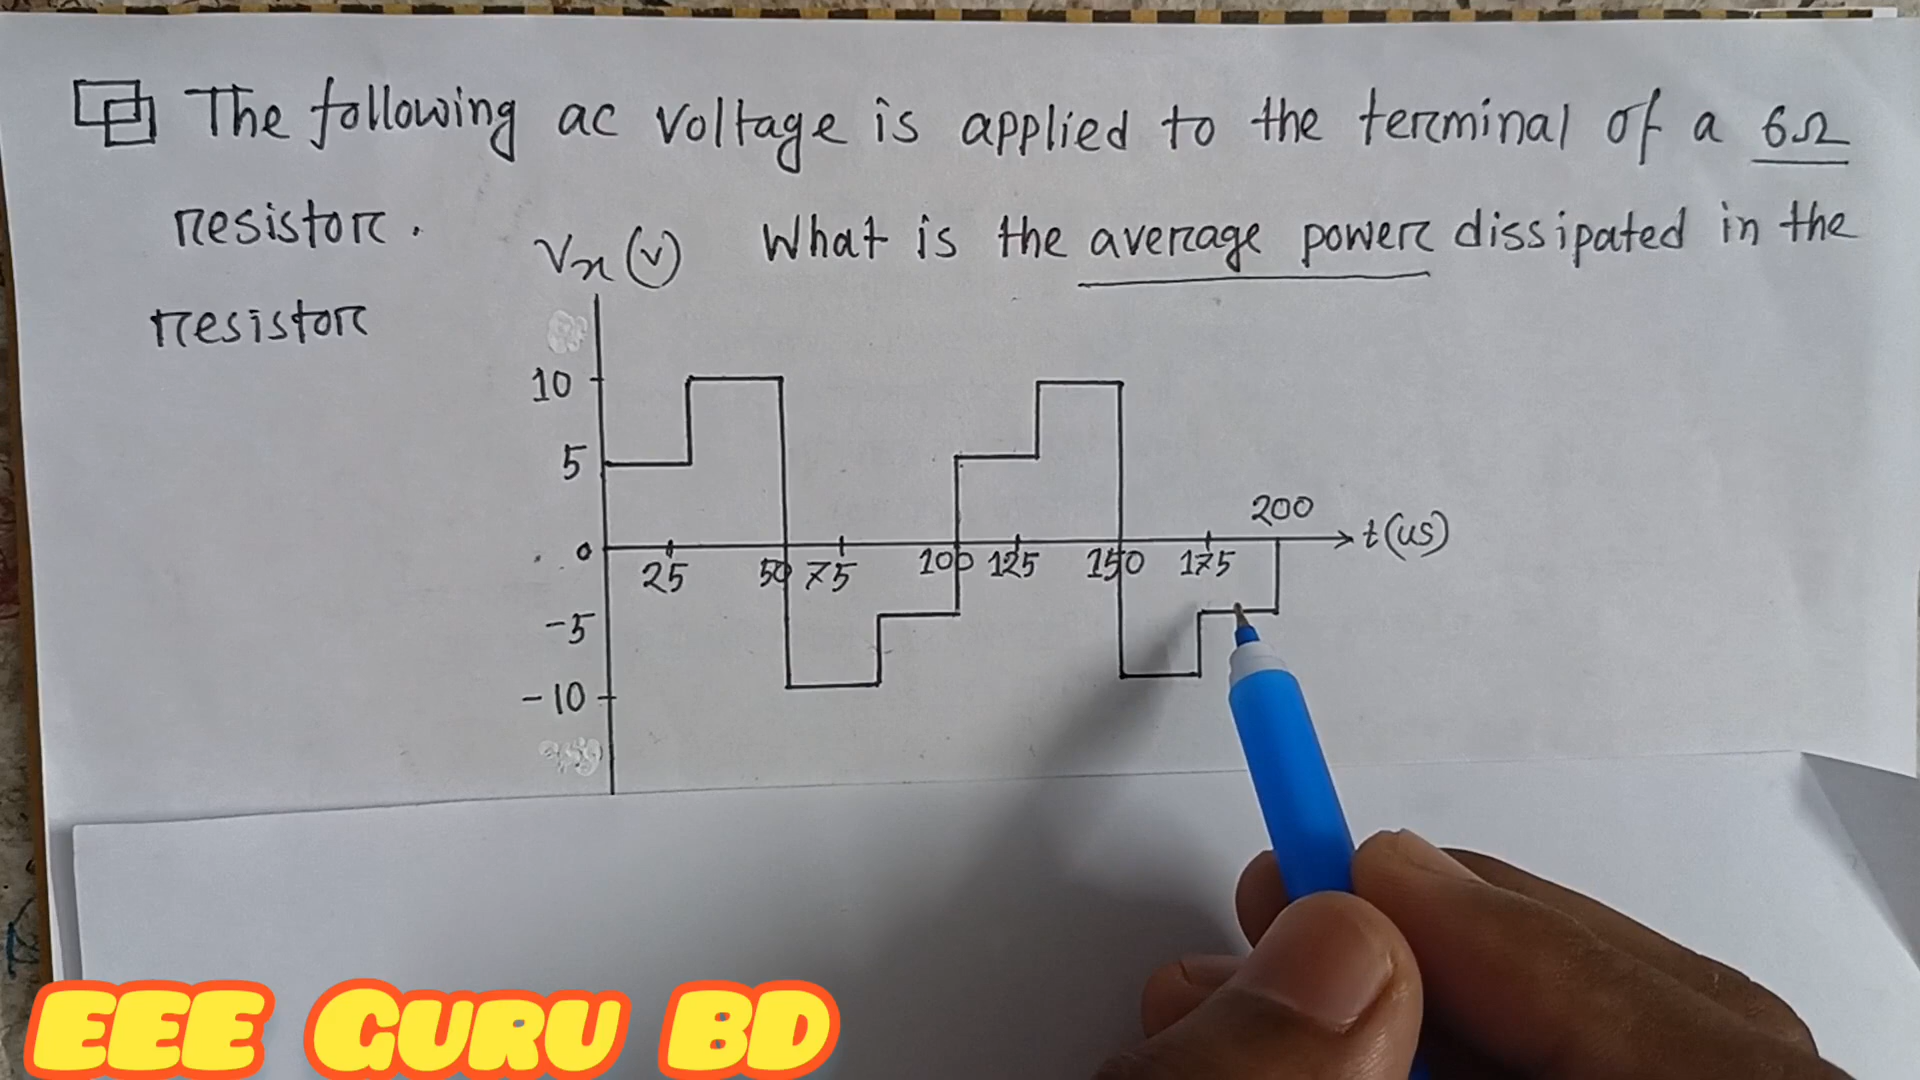 The following ac voltage is applied to the terminal of a 6Ω
resistor. What is the average power dissipated in the
resistor
Vx (v)
10
5
0
-5
-10
25 50 75 100 125 150 175 200
t(us)
EEE GURU BD